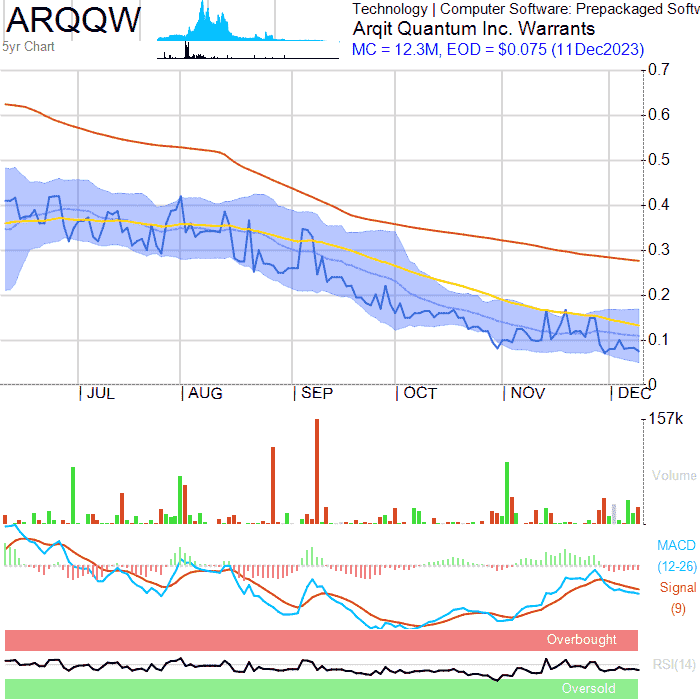 ARQQW
5yr Chart
Technology | Computer Software: Prepackaged Softw
Arqit Quantum Inc. Warrants
MC = 12.3M, EOD = $0.075 (11Dec2023)
0.7
0.6
0.5
0.4
0.3
0.2
0.1
0
JUL
AUG
SEP
OCT
NOV
DEC
157k
Volume
MACD
(12-26)
Signal
(9)
Overbought
RSI(14)
Oversold